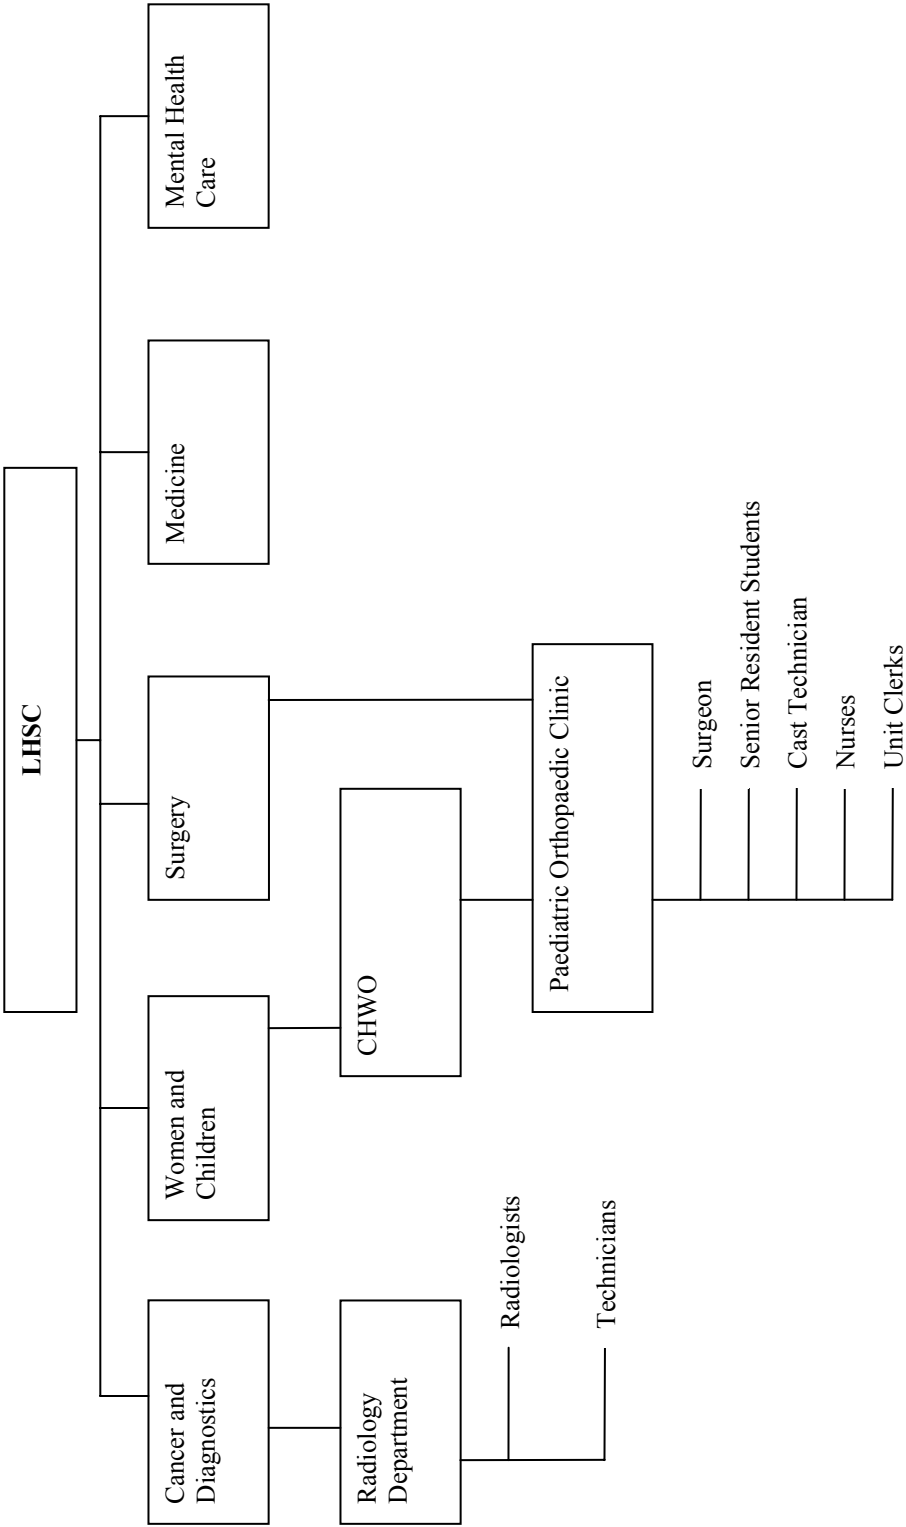 LHSC
Cancer and
Diagnostics
Women and
Children
Surgery
Medicine
Mental Health
Care
Radiology
Department
CHWO
Paediatric Orthopaedic Clinic
Radiologists
Technicians
Surgeon
Senior Resident Students
Cast Technician
Nurses
Unit Clerks